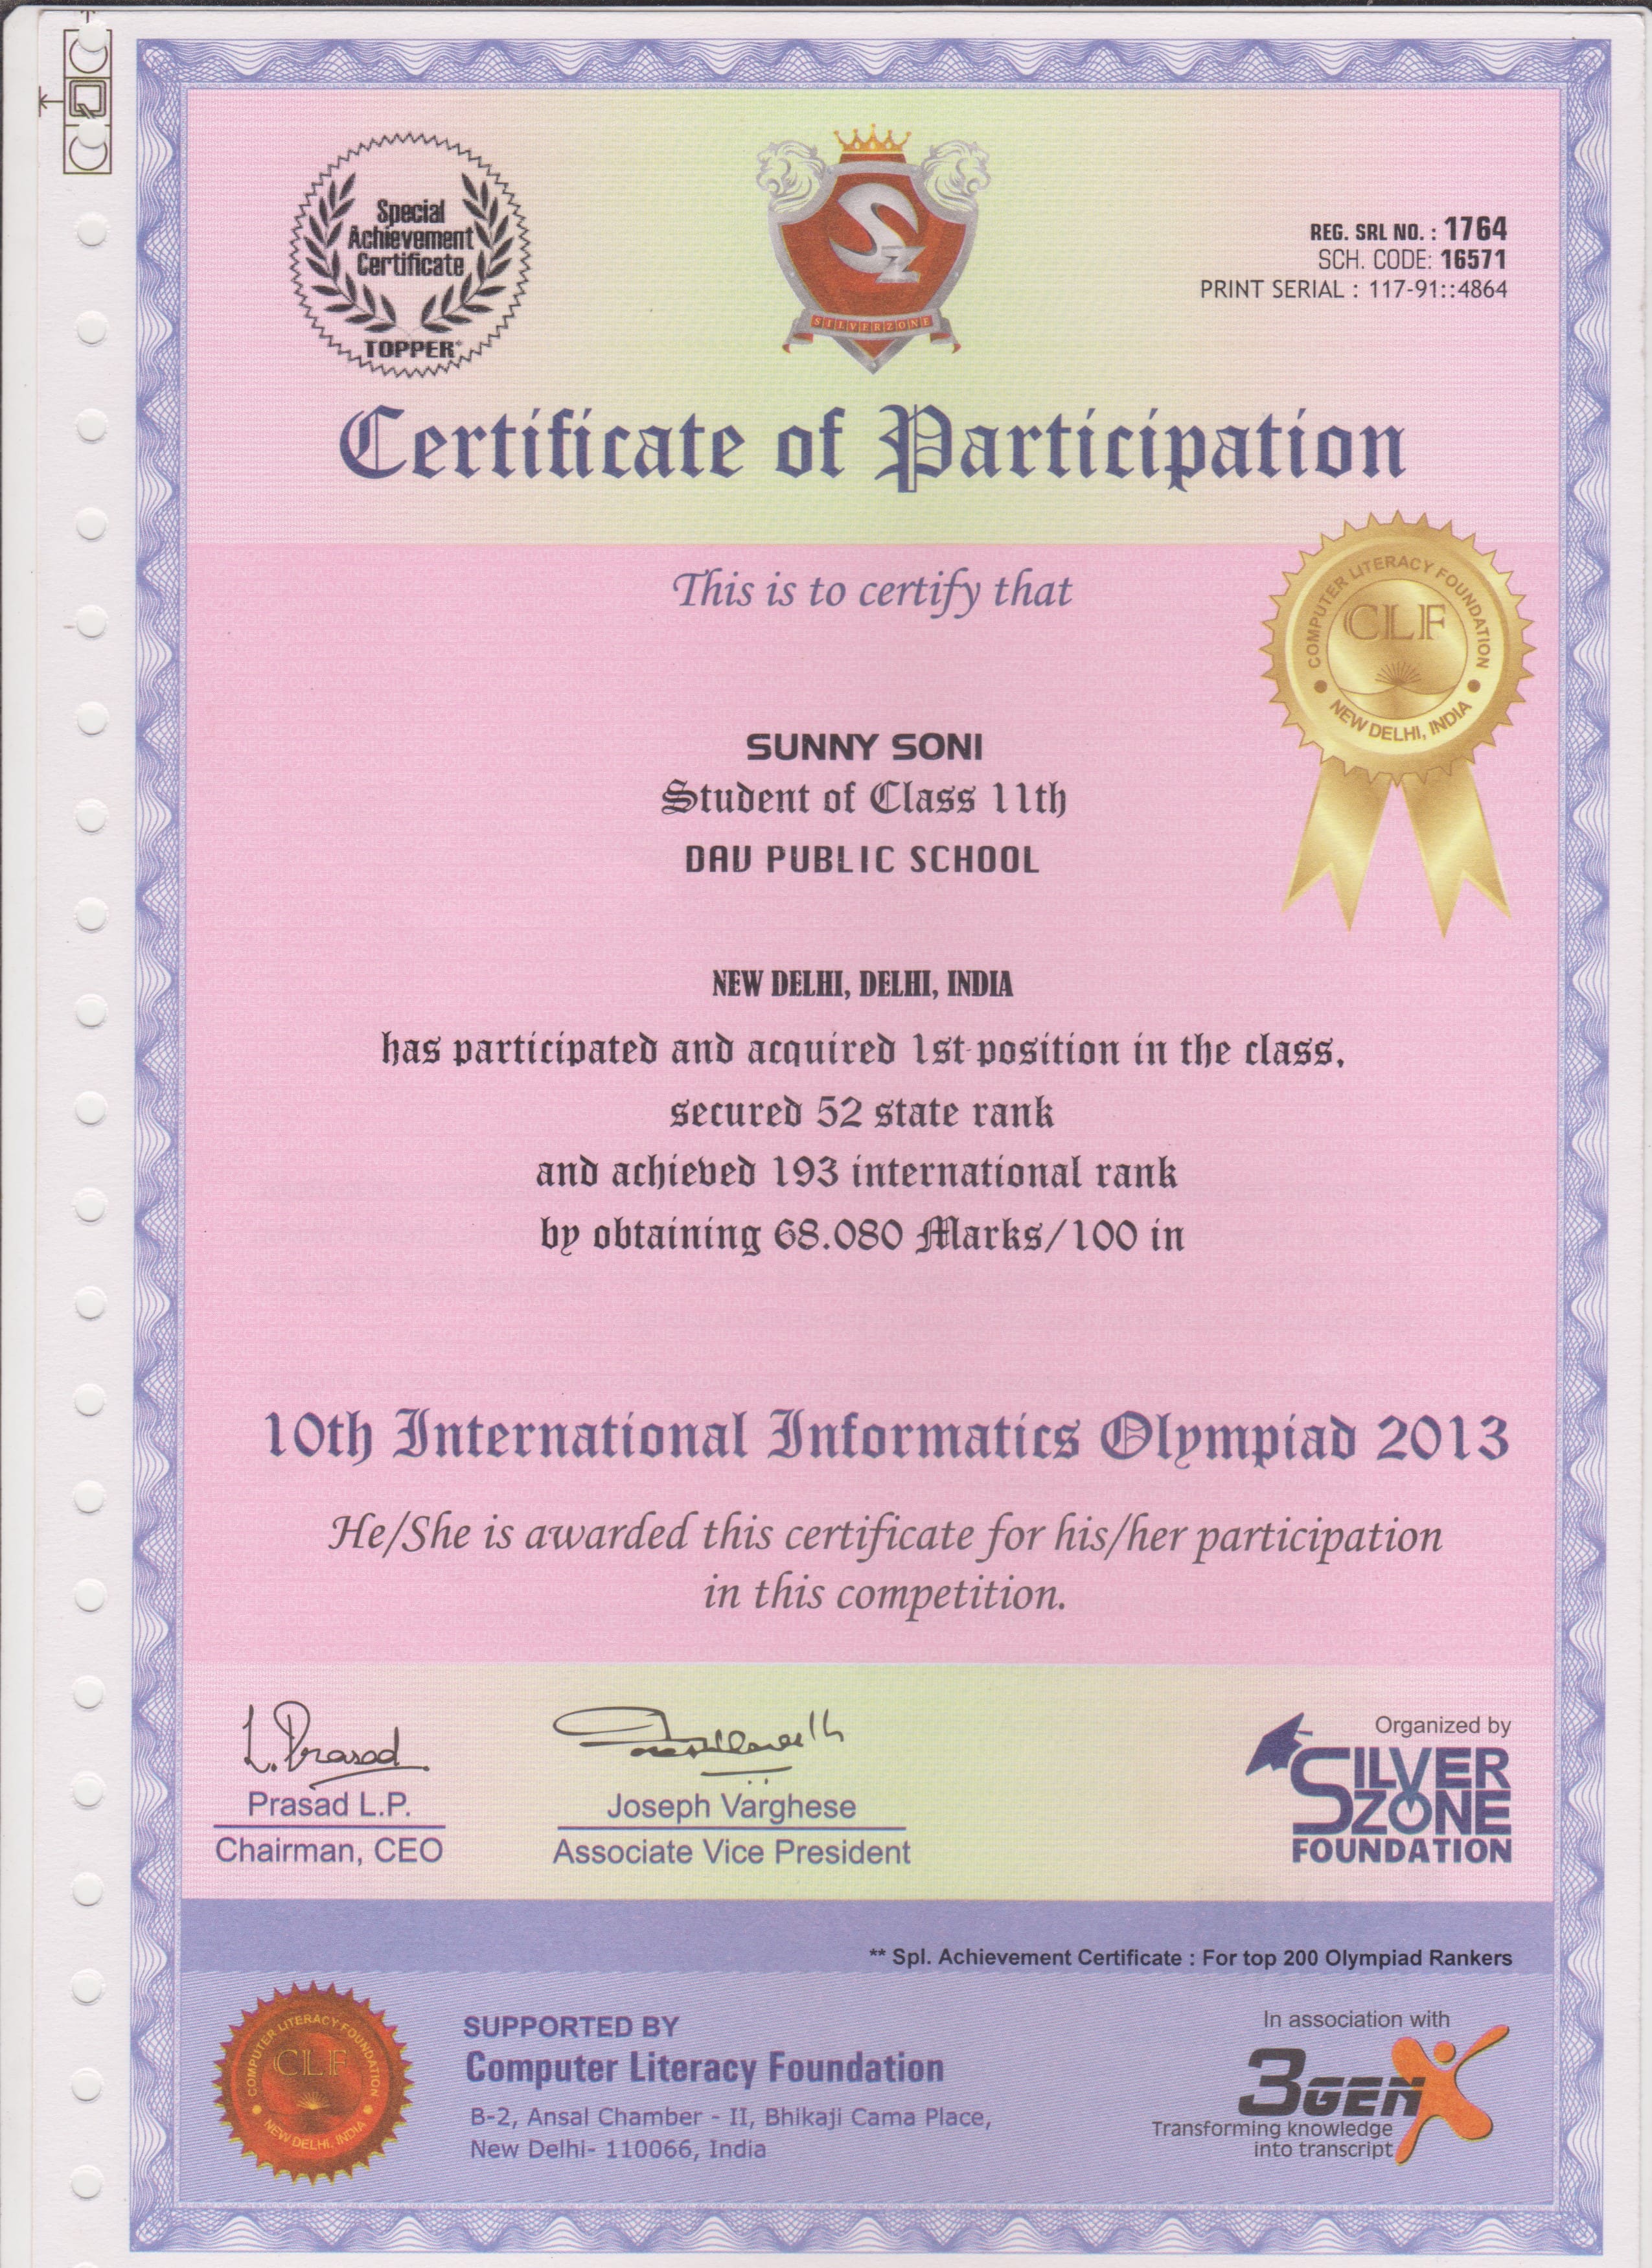 Special
Achievement
Certificate
TOPPER*
SZ
SILVERZONE
REG. SRL NO. : 1764
SCH. CODE: 16571
PRINT SERIAL : 117-91::4864
Certificate of Participation
This is to certify that
COMPUTER LITERACY FOUNDATION
CLF
NEW DELHI, INDIA
SUNNY SONI
Student of Class 11th
DAV PUBLIC SCHOOL
NEW DELHI, DELHI, INDIA
has participated and acquired 1st position in the class,
secured 52 state rank
and achieved 193 international rank
by obtaining 68.080 Marks/100 in
10th International Informatics Olympiad 2013
He/She is awarded this certificate for his/her participation
in this competition.
L. Prasad
Prasad L.P.
Chairman, CEO
Joseph Varghese
Associate Vice President
Organized by
SILVER
ZONE
FOUNDATION
** Spl. Achievement Certificate : For top 200 Olympiad Rankers
COMPUTER LITERACY FOUNDATION
CLF
NEW DELHI, INDIA
SUPPORTED BY
Computer Literacy Foundation
B-2, Ansal Chamber - II, Bhikaji Cama Place,
New Delhi- 110066, India
In association with
3GEN X
Transforming knowledge
into transcript